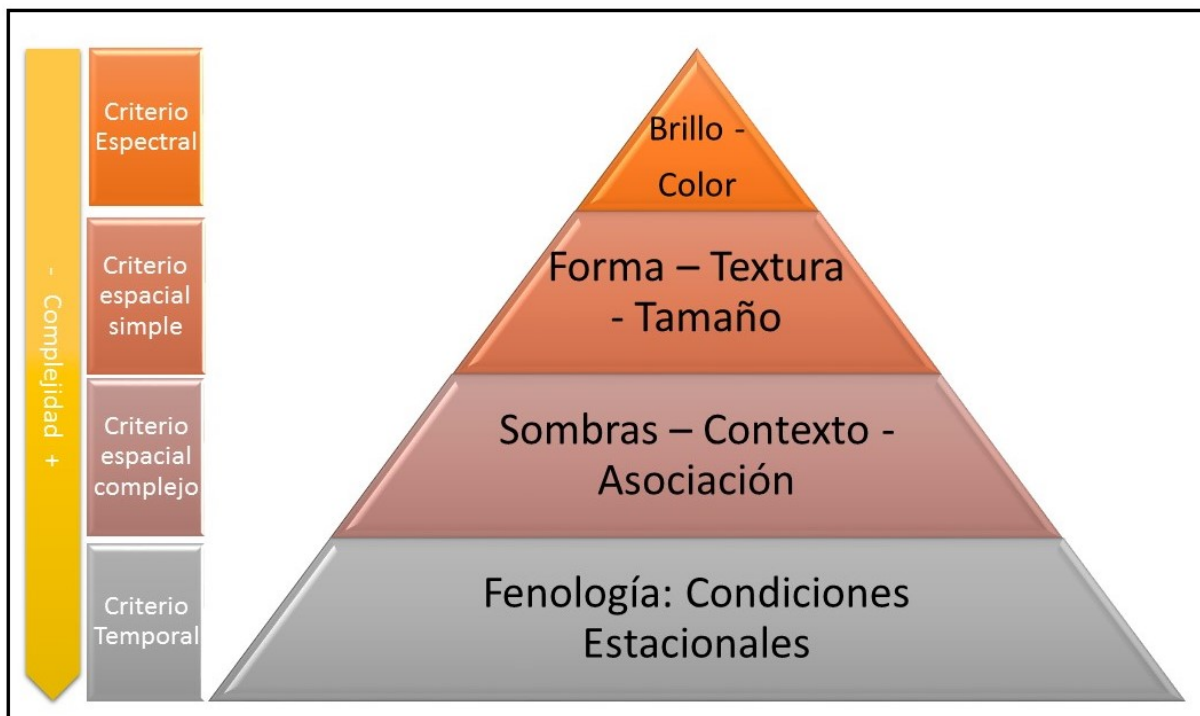 - Complejidad +
Criterio
Espectral
Brillo -
Color
Criterio
espacial
simple
Forma – Textura
- Tamaño
Criterio
espacial
complejo
Sombras – Contexto -
Asociación
Criterio
Temporal
Fenología: Condiciones
Estacionales